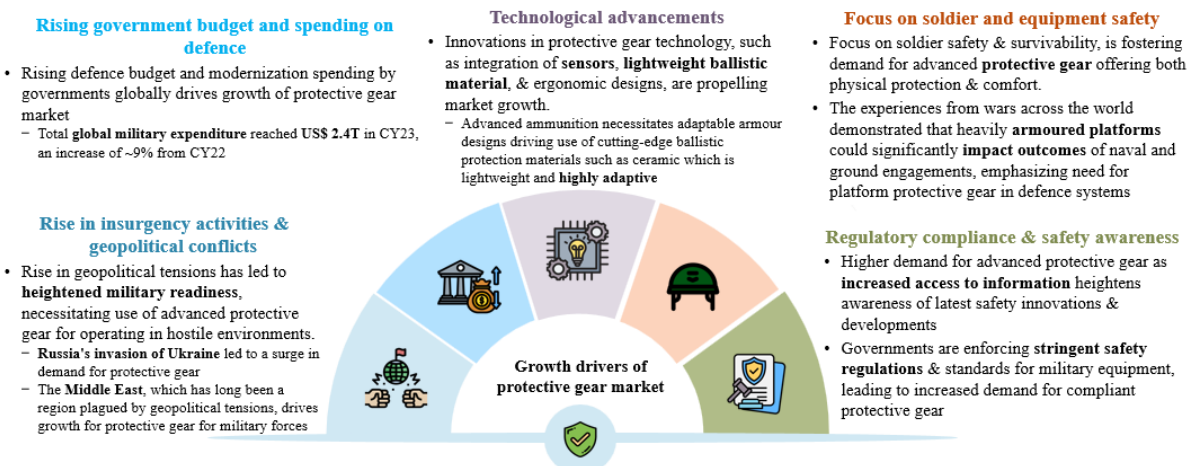 Rising government budget and spending on
defence
• Rising defence budget and modernization spending by
governments globally drives growth of protective gear
market
− Total global military expenditure reached US$ 2.4T in CY23,
an increase of ~9% from CY22
Technological advancements
• Innovations in protective gear technology, such
as integration of sensors, lightweight ballistic
material, & ergonomic designs, are propelling
market growth.
− Advanced ammunition necessitates adaptable armour
designs driving use of cutting-edge ballistic
protection materials such as ceramic which is
lightweight and highly adaptive
Focus on soldier and equipment safety
• Focus on soldier safety & survivability, is fostering
demand for advanced protective gear offering both
physical protection & comfort.
• The experiences from wars across the world
demonstrated that heavily armoured platforms
could significantly impact outcomes of naval and
ground engagements, emphasizing need for
platform protective gear in defence systems
Rise in insurgency activities &
geopolitical conflicts
• Rise in geopolitical tensions has led to
heightened military readiness,
necessitating use of advanced protective
gear for operating in hostile environments.
− Russia's invasion of Ukraine led to a surge in
demand for protective gear
− The Middle East, which has long been a
region plagued by geopolitical tensions, drives
growth for protective gear for military forces
Growth drivers of
protective gear market
Regulatory compliance & safety awareness
• Higher demand for advanced protective gear as
increased access to information heightens
awareness of latest safety innovations &
developments
• Governments are enforcing stringent safety
regulations & standards for military equipment,
leading to increased demand for compliant
protective gear